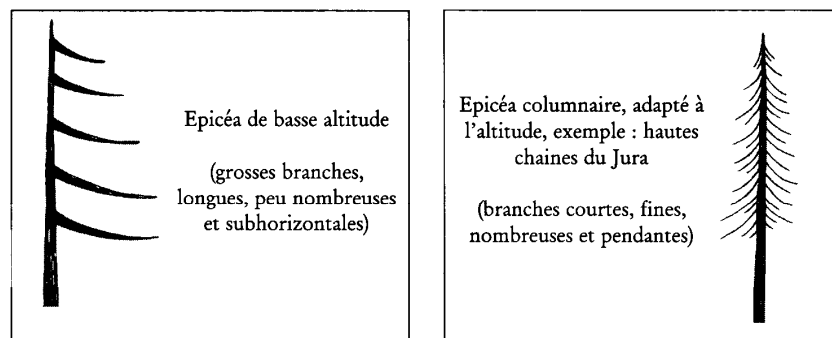 Epicéa de basse altitude
(grosses branches,
longues, peu nombreuses
et subhorizontales)
Epicéa columnaire, adapté à
l'altitude, exemple : hautes
chaines du Jura
(branches courtes, fines,
nombreuses et pendantes)